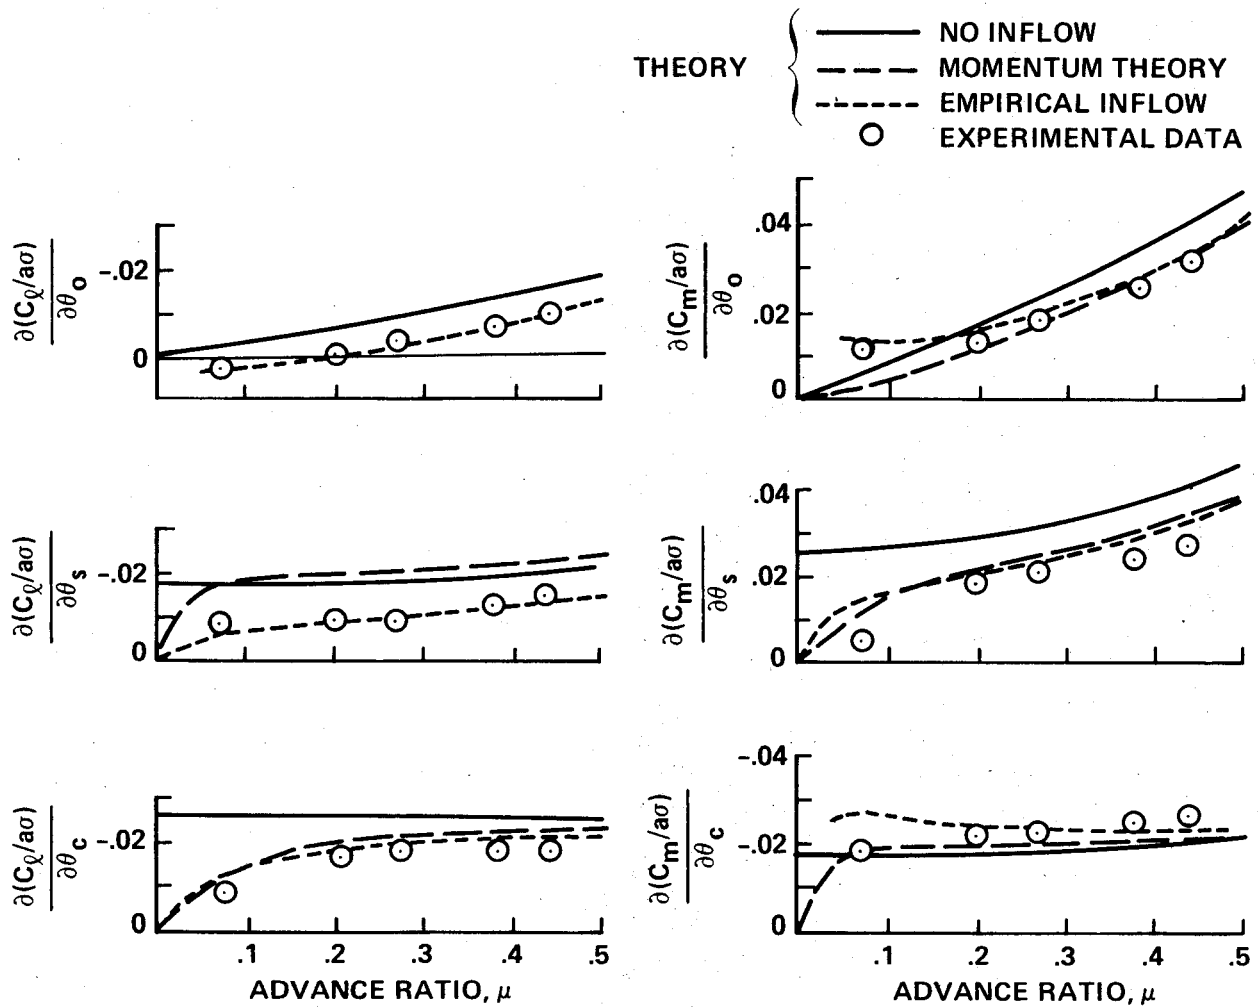 THEORY
NO INFLOW
MOMENTUM THEORY
EMPIRICAL INFLOW
EXPERIMENTAL DATA
∂(Cℓ/aσ)
∂θo
-.02
0
∂(Cm/aσ)
∂θo
.04
.02
0
∂(Cℓ/aσ)
∂θs
-.02
0
∂(Cm/aσ)
∂θs
.04
.02
0
∂(Cℓ/aσ)
∂θc
-.02
0
.1 .2 .3 .4 .5
ADVANCE RATIO, μ
∂(Cm/aσ)
∂θc
-.04
-.02
0
.1 .2 .3 .4 .5
ADVANCE RATIO, μ